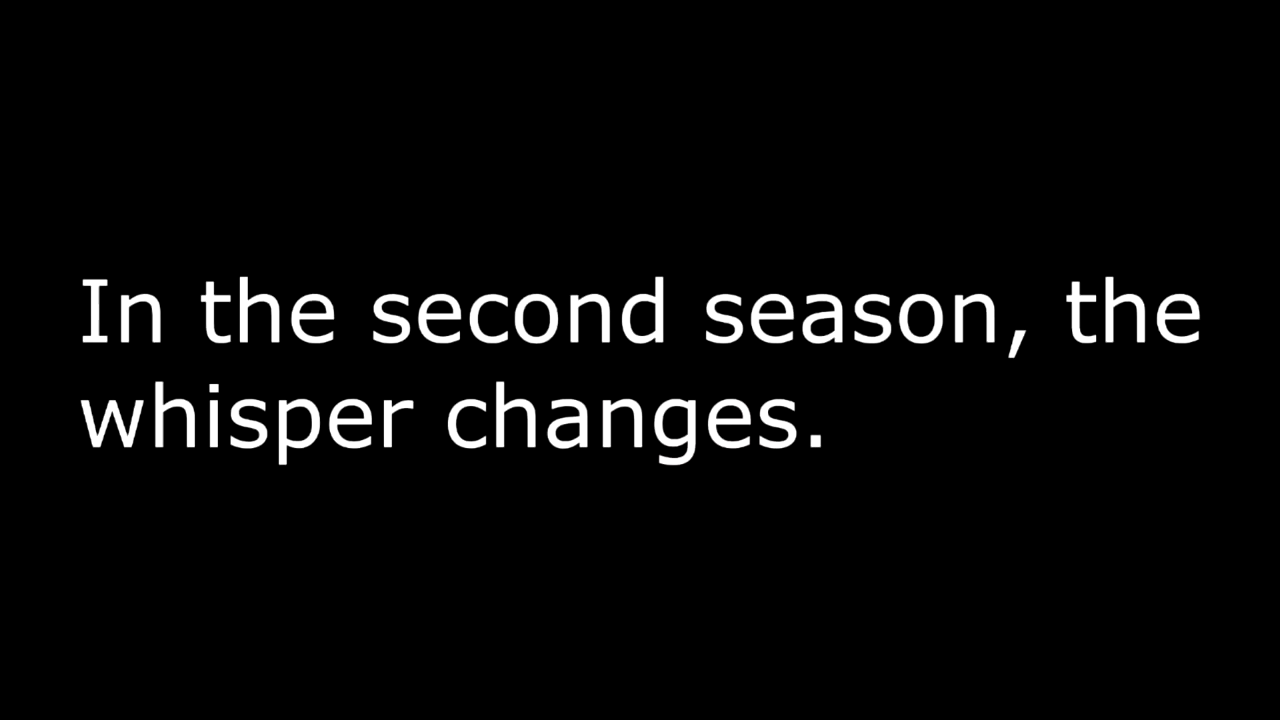 In the second season, the
whisper changes.